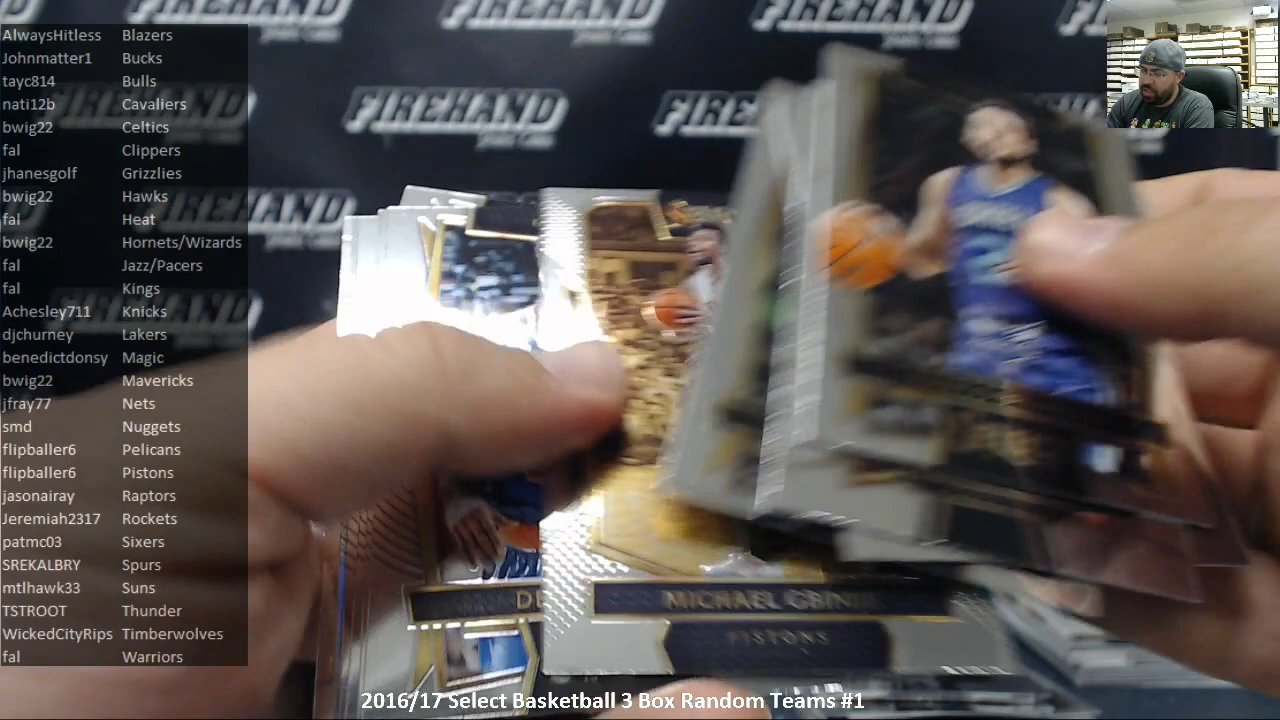 AlwaysHitless Blazers
Johnmatter1 Bucks
tayc814 Bulls
nati12b Cavaliers
bwig22 Celtics
fal Clippers
jhanesgolf Grizzlies
bwig22 Hawks
fal Heat
bwig22 Hornets/Wizards
fal Jazz/Pacers
fal Kings
Achesley711 Knicks
djchurney Lakers
benedictdonsy Magic
bwig22 Mavericks
jfray77 Nets
smd Nuggets
flipballer6 Pelicans
flipballer6 Pistons
jasonairay Raptors
Jeremiah2317 Rockets
patmc03 Sixers
SREKALBRY Spurs
mtlhawk33 Suns
TSTROOT Thunder
WickedCityRips Timberwolves
fal Warriors
FIREHAND
FIREHAND
FIREHAND
FIREHAND
MICHAEL GBINIJE
PISTONS
2016/17 Select Basketball 3 Box Random Teams #1